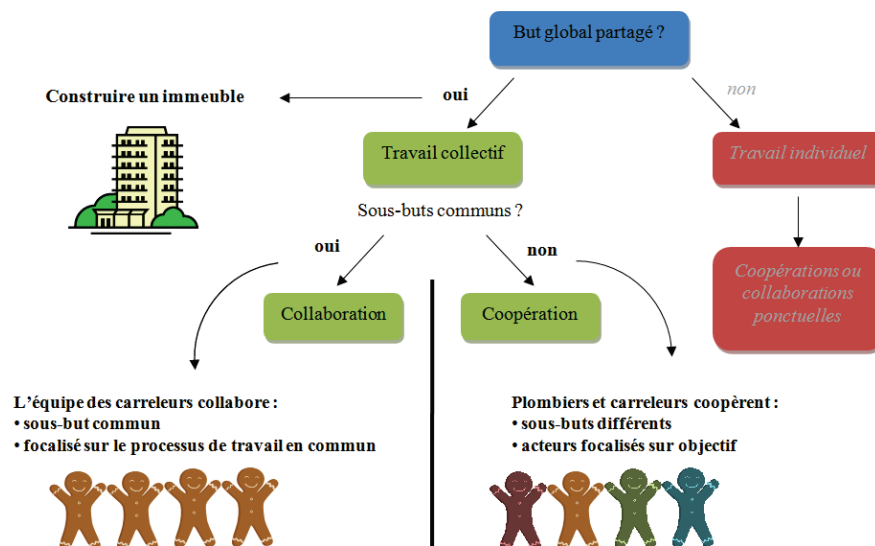 But global partagé ?
Construire un immeuble
oui
non
Travail collectif
Travail individuel
Sous-buts communs ?
oui
non
Coopérations ou
collaborations
ponctuelles
Collaboration
Coopération
L'équipe des carreleurs collabore :
• sous-but commun
• focalisé sur le processus de travail en commun
Plombiers et carreleurs coopèrent :
• sous-buts différents
• acteurs focalisés sur objectif